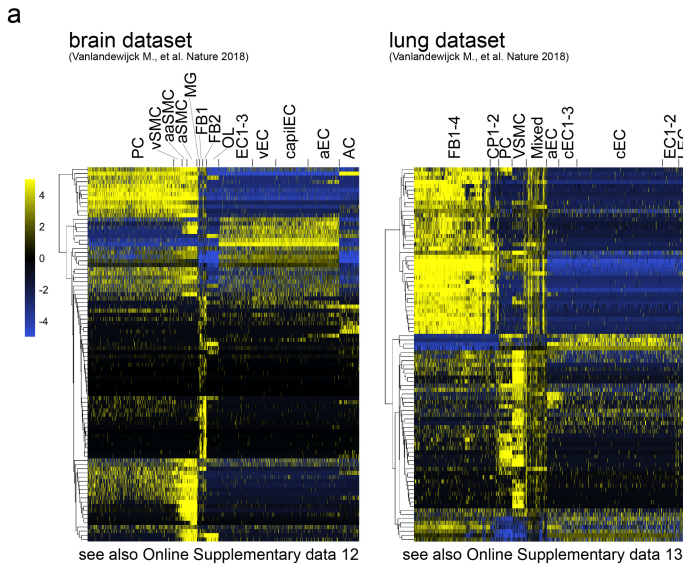 a
brain dataset
(Vanlandewijck M., et al. Nature 2018)
lung dataset
(Vanlandewijck M., et al. Nature 2018)
PC
vSMC
aaSMC
aSMC
MG
FB1
FB2
OL
EC1-3
vEC
capilEC
aEC
AC
FB1-4
CP1-2
PC
VSMC
Mixed
aEC
cEC1-3
cEC
EC1-2
LEC
4
2
0
-2
-4
see also Online Supplementary data 12
see also Online Supplementary data 13